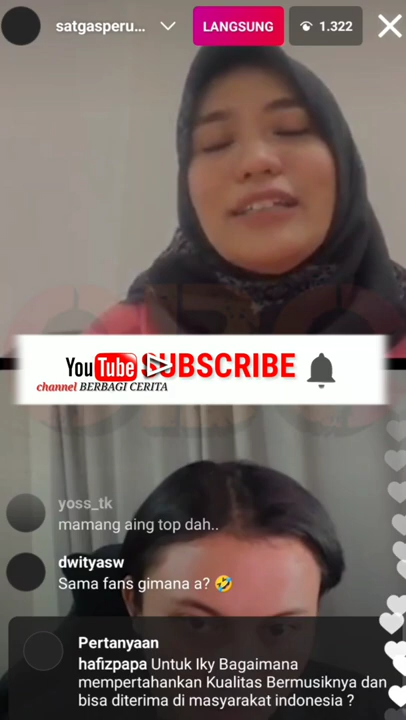 satgasperu...
LANGSUNG
1.322
YouTube SUBSCRIBE
channel BERBAGI CERITA
yoss_tk
mamang aing top dah..
dwityasw
Sama fans gimana a? 🤣
Pertanyaan
hafizpapa Untuk Iky Bagaimana
mempertahankan Kualitas Bermusiknya dan
bisa diterima di masyarakat indonesia ?